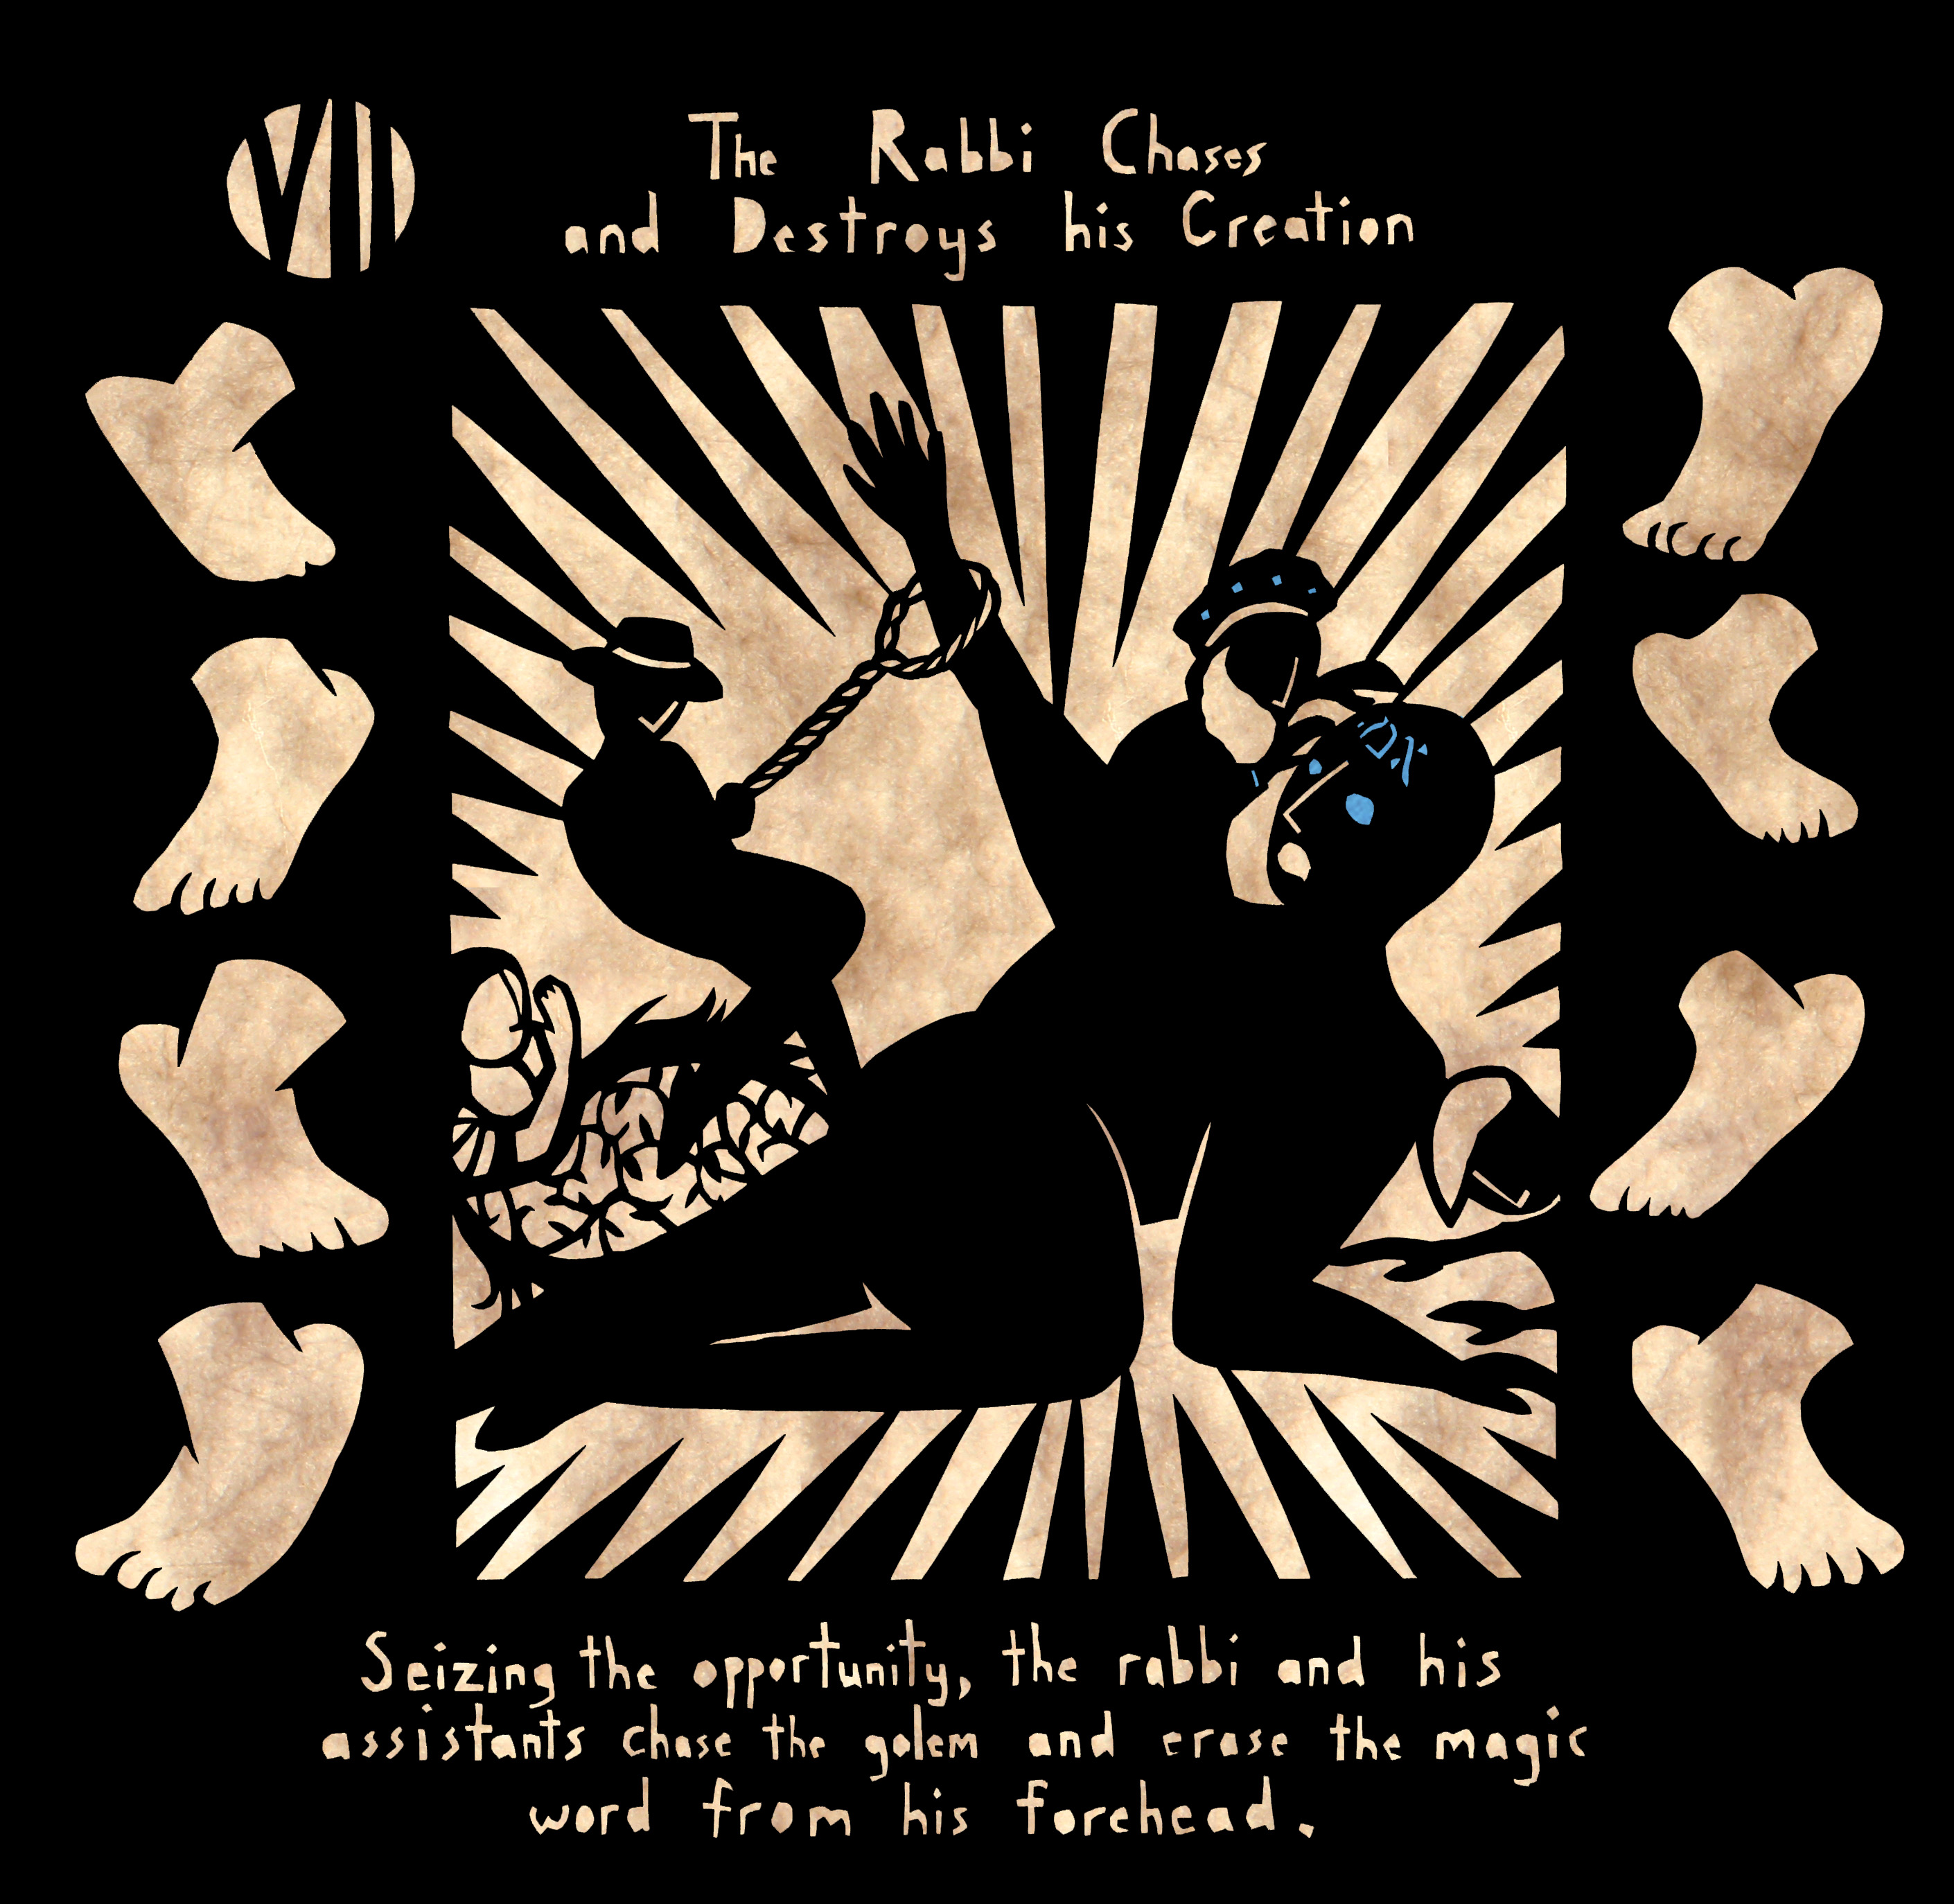 VII
The Rabbi Chases
and Destroys his Creation
Seizing the opportunity, the rabbi and his
assistants chase the golem and erase the magic
word from his forehead.